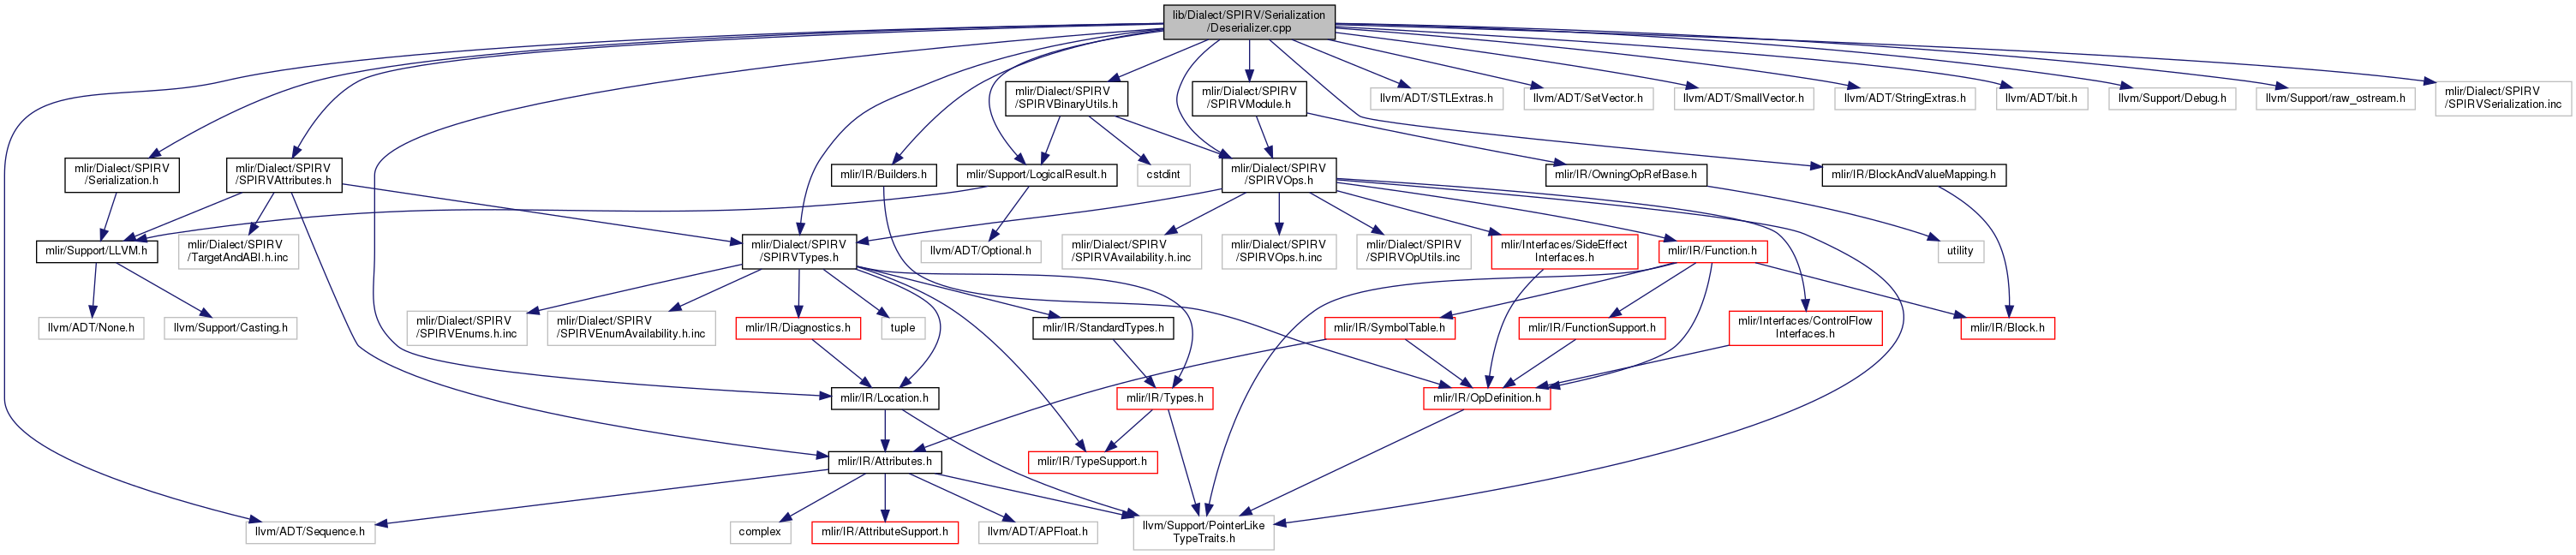 lib/Dialect/SPIRV/Serialization
/Deserializer.cpp
mlir/Dialect/SPIRV
/SPIRVBinaryUtils.h
mlir/Dialect/SPIRV
/SPIRVModule.h
llvm/ADT/STLExtras.h
llvm/ADT/SetVector.h
llvm/ADT/SmallVector.h
llvm/ADT/StringExtras.h
llvm/ADT/bit.h
llvm/Support/Debug.h
llvm/Support/raw_ostream.h
mlir/Dialect/SPIRV
/SPIRVSerialization.inc
mlir/Dialect/SPIRV
/Serialization.h
mlir/Dialect/SPIRV
/SPIRVAttributes.h
mlir/IR/Builders.h
mlir/Support/LogicalResult.h
cstdint
mlir/Dialect/SPIRV
/SPIRVOps.h
mlir/IR/OwningOpRefBase.h
mlir/IR/BlockAndValueMapping.h
mlir/Support/LLVM.h
mlir/Dialect/SPIRV
/TargetAndABI.h.inc
mlir/Dialect/SPIRV
/SPIRVTypes.h
llvm/ADT/Optional.h
mlir/Dialect/SPIRV
/SPIRVAvailability.h.inc
mlir/Dialect/SPIRV
/SPIRVOps.h.inc
mlir/Dialect/SPIRV
/SPIRVOpUtils.inc
mlir/Interfaces/SideEffect
Interfaces.h
mlir/IR/Function.h
utility
llvm/ADT/None.h
llvm/Support/Casting.h
mlir/Dialect/SPIRV
/SPIRVEnums.h.inc
mlir/Dialect/SPIRV
/SPIRVEnumAvailability.h.inc
mlir/IR/Diagnostics.h
tuple
mlir/IR/StandardTypes.h
mlir/IR/SymbolTable.h
mlir/IR/FunctionSupport.h
mlir/Interfaces/ControlFlow
Interfaces.h
mlir/IR/Block.h
mlir/IR/Location.h
mlir/IR/Types.h
mlir/IR/OpDefinition.h
mlir/IR/Attributes.h
mlir/IR/TypeSupport.h
llvm/ADT/Sequence.h
complex
mlir/IR/AttributeSupport.h
llvm/ADT/APFloat.h
llvm/Support/PointerLike
TypeTraits.h